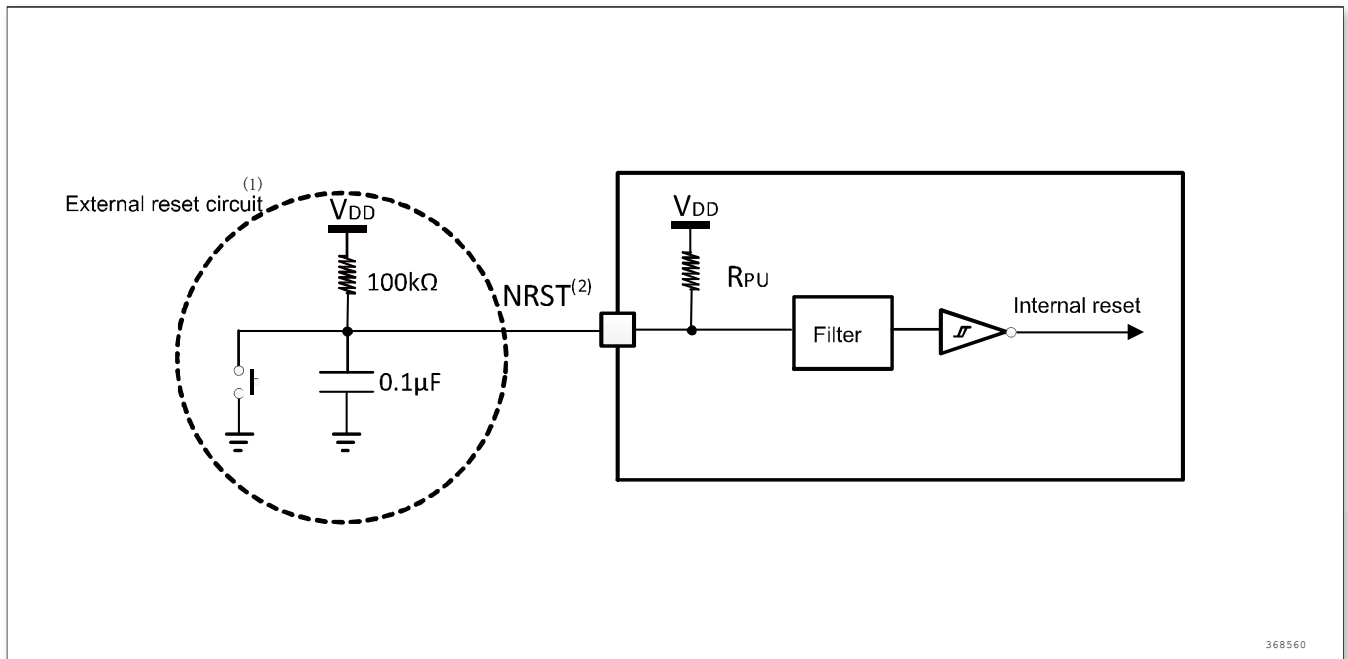 (1)
External reset circuit
VDD
100kΩ
0.1μF
NRST(2)
VDD
RPU
Filter
Internal reset
368560